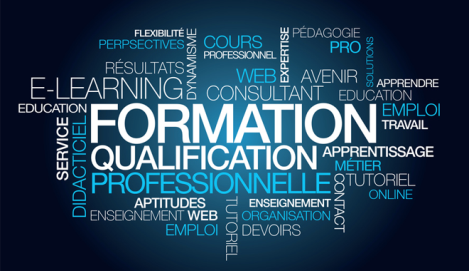 FLEXIBILITÉ
PERPSECTIVES
DYNAMISME
COURS
PROFESSIONNEL
EXPERTISE
PÉDAGOGIE
PRO
SOLUTIONS
RÉSULTATS
WEB
AVENIR
APPRENDRE
E-LEARNING
CONSULTANT
EDUCATION
EDUCATION
EMPLOI
FORMATION
TRAVAIL
SERVICE
DIDACTICIEL
QUALIFICATION
APPRENTISSAGE
MÉTIER
PROFESSIONNELLE
TUTORIEL
ONLINE
CONTACT
APTITUDES
TUTORIEL
ENSEIGNEMENT
ENSEIGNEMENT WEB
ORGANISATION
EMPLOI
DEVOIRS